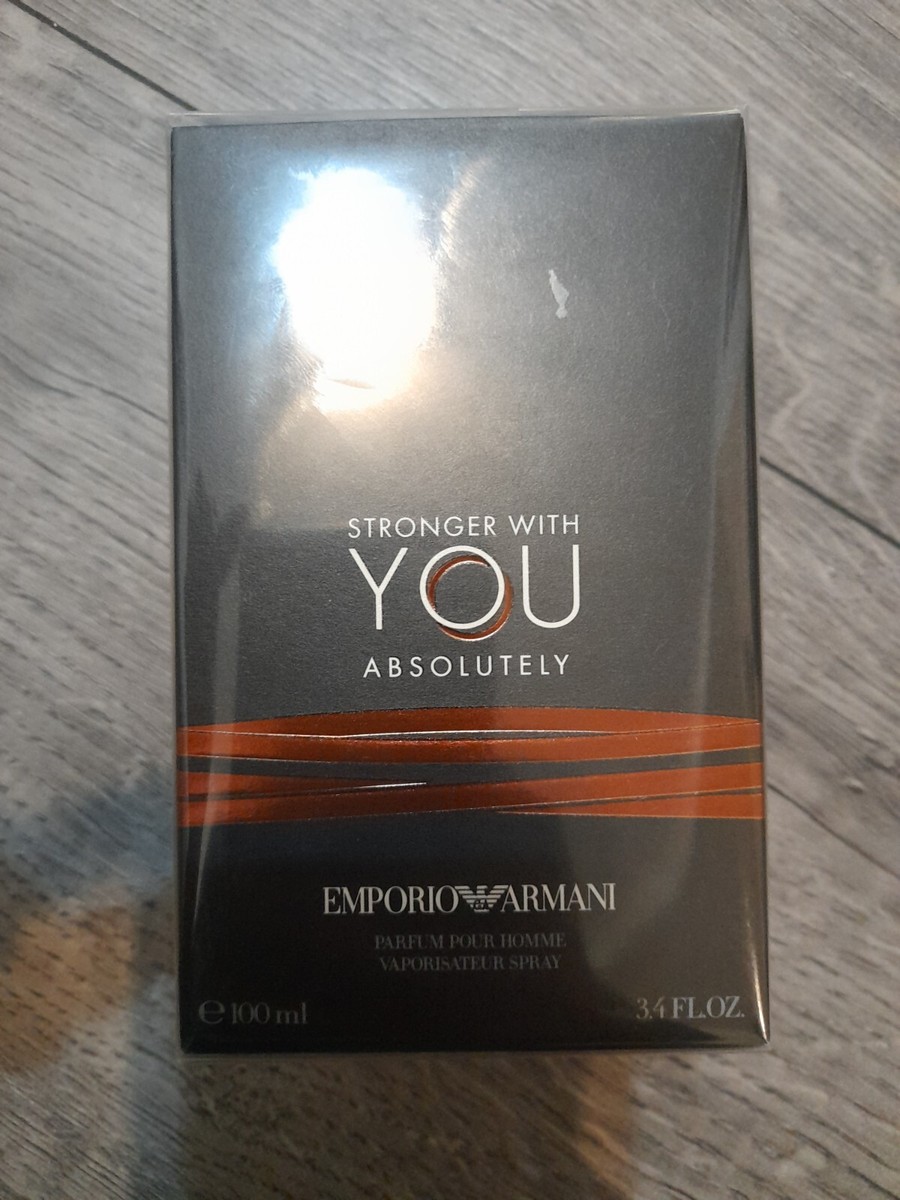 STRONGER WITH
YOU
ABSOLUTELY
EMPORIO ARMANI
PARFUM POUR HOMME
VAPORISATEUR SPRAY
℮ 100 ml 3.4 FL.OZ.